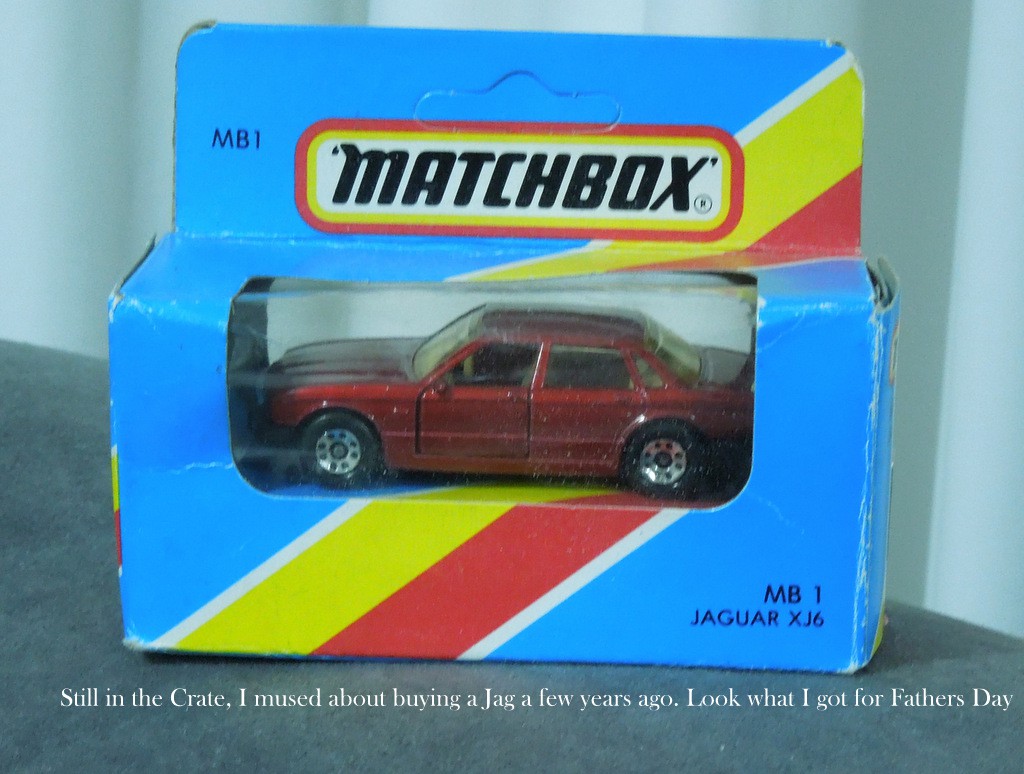 MB1
'MATCHBOX'
®
MB 1
JAGUAR XJ6
Still in the Crate, I mused about buying a Jag a few years ago. Look what I got for Fathers Day